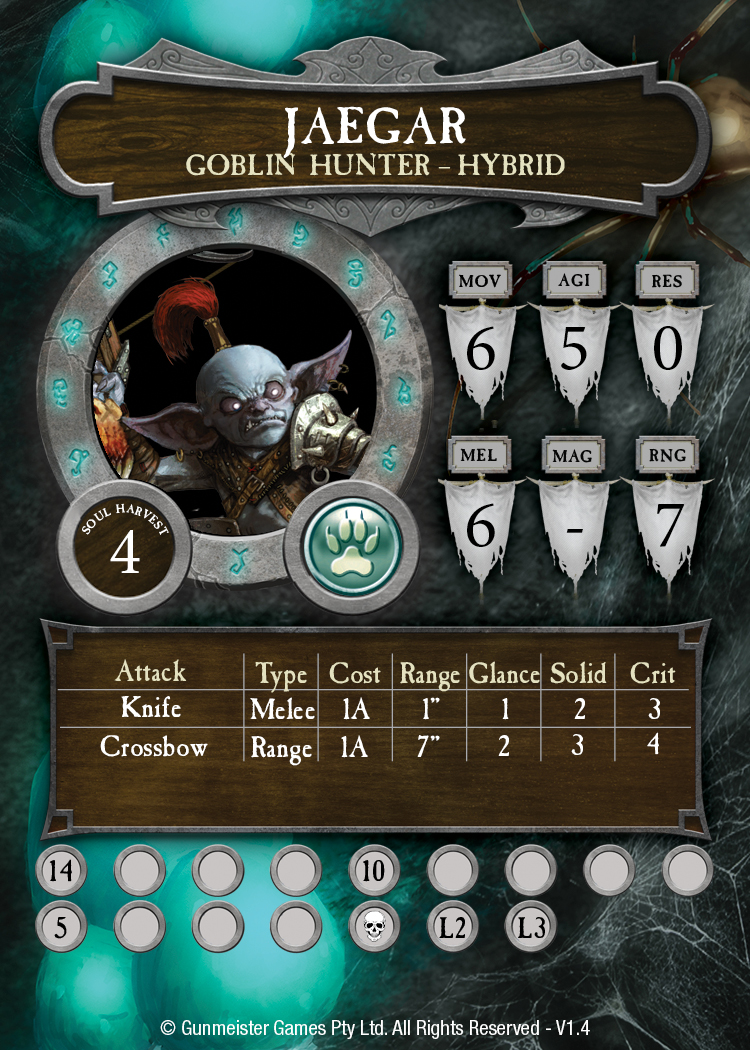 JAEGAR
GOBLIN HUNTER – HYBRID
MOV AGI RES
6 5 0
MEL MAG RNG
6 - 7
SOUL HARVEST
4
Attack Type Cost Range Glance Solid Crit
Knife Melee 1A 1” 1 2 3
Crossbow Range 1A 7” 2 3 4
14 10
5 L2 L3
© Gunmeister Games Pty Ltd. All Rights Reserved - V1.4